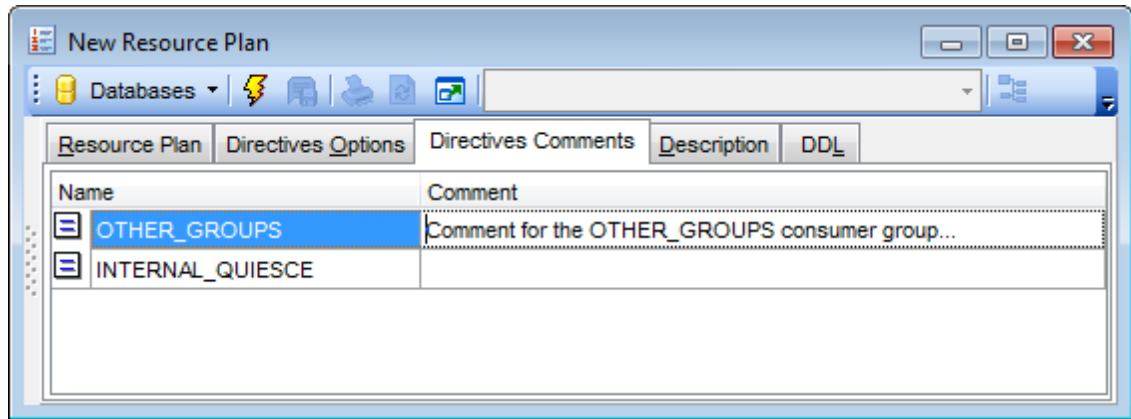 New Resource Plan
Databases
Resource Plan Directives Options Directives Comments Description DDL
Name Comment
OTHER_GROUPS Comment for the OTHER_GROUPS consumer group...
INTERNAL_QUIESCE